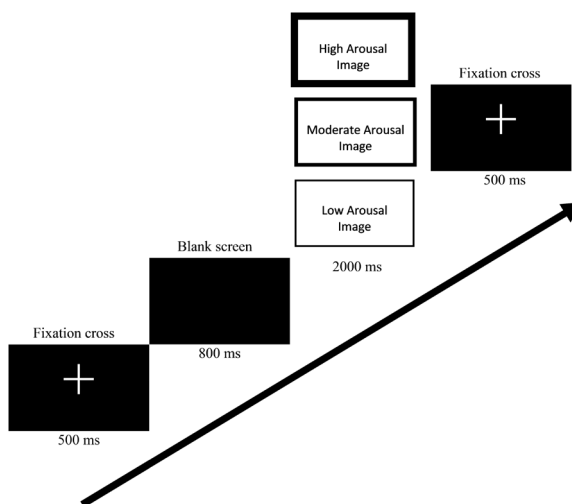 High Arousal
Image
Fixation cross
Moderate Arousal
Image
500 ms
Low Arousal
Image
Blank screen
2000 ms
Fixation cross
800 ms
500 ms